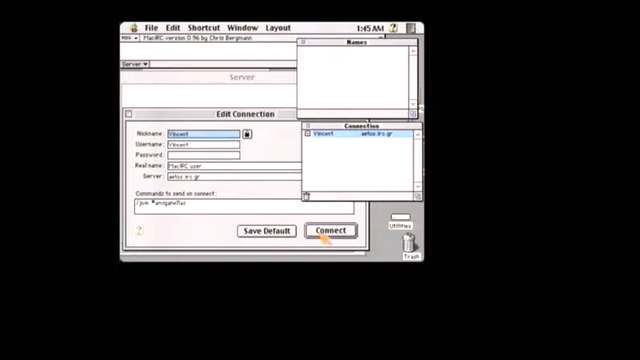 File Edit Shortcut Window Layout 1:45 AM
MacIRC version 0.96 by Chris Bergmann
Names
Server
Server
Edit Connection
Connection
Vincent aetos.irc.gr
Nickname: Vincent
Username: Vincent
Password:
Real name: MacIRC user
Server: aetos.irc.gr
Commands to send on connect:
/join #amigahellas
Save Default
Connect
Utilities
Trash